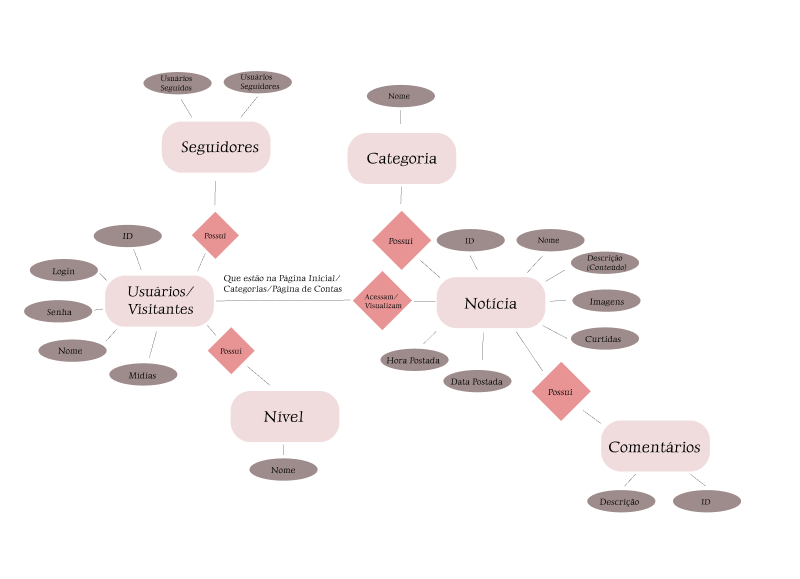 Usuários
Seguidos
Usuários
Seguidores
Nome
Seguidores
Categoria
Possui
Possui
ID
ID
Nome
Descrição
(Conteúdo)
Login
Usuários/
Visitantes
Que estão na Página Inicial/
Categorias/Página de Contas
Acessam/
Visualizam
Notícia
Imagens
Senha
Nome
Mídias
Possui
Hora Postada
Data Postada
Curtidas
Possui
Nível
Nome
Comentários
Descrição
ID